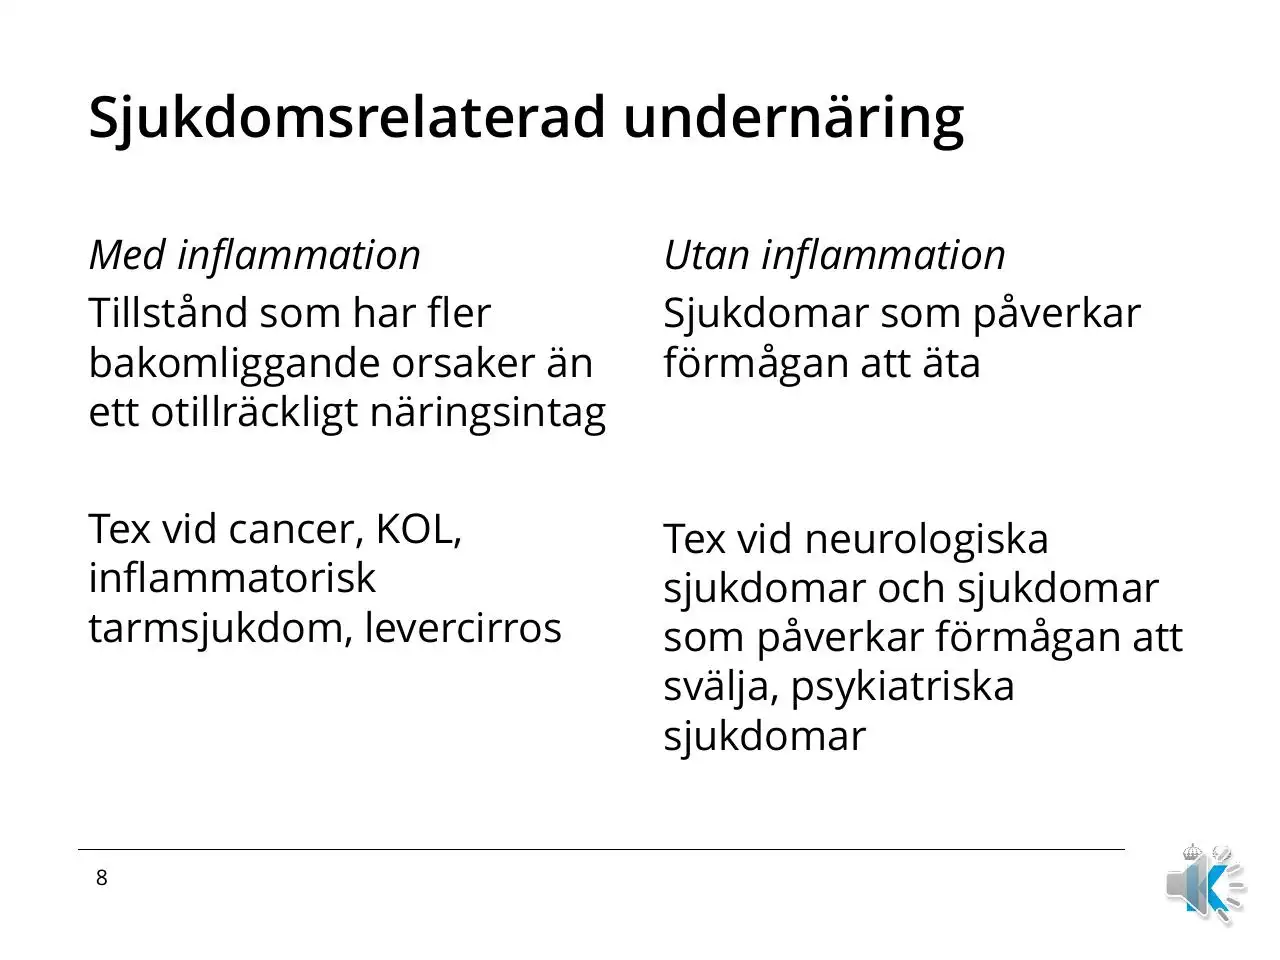 Sjukdomsrelaterad undernäring
Med inflammation
Tillstånd som har fler
bakomliggande orsaker än
ett otillräckligt näringsintag
Tex vid cancer, KOL,
inflammatorisk
tarmsjukdom, levercirros
Utan inflammation
Sjukdomar som påverkar
förmågan att äta
Tex vid neurologiska
sjukdomar och sjukdomar
som påverkar förmågan att
svälja, psykiatriska
sjukdomar
8
K